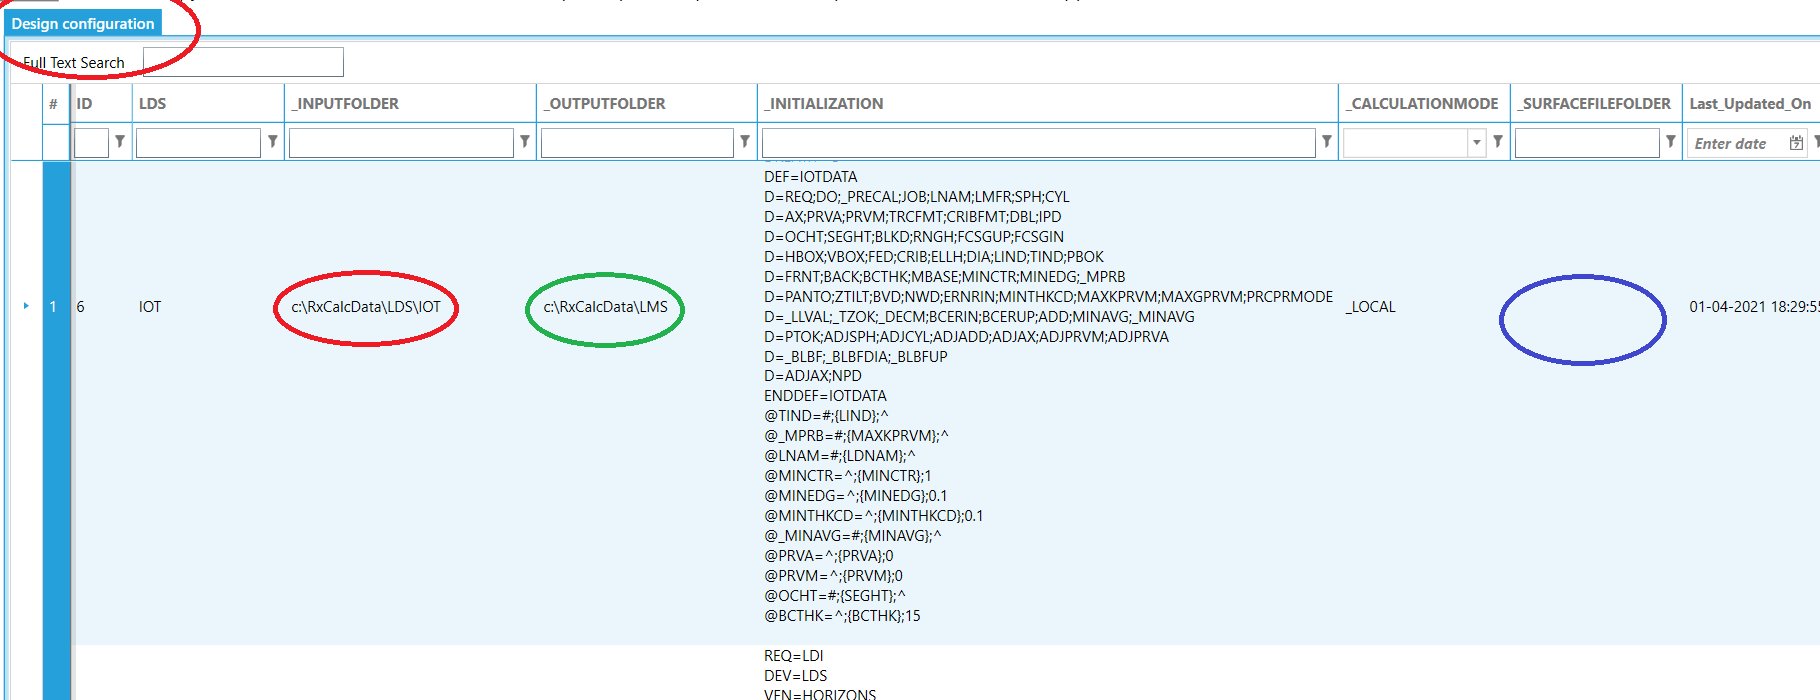 Design configuration
Full Text Search
# ID LDS _INPUTFOLDER _OUTPUTFOLDER _INITIALIZATION _CALCULATIONMODE _SURFACEFILEFOLDER Last_Updated_On
Enter date
DEF=IOTDATA
D=REQ;DO;_PRECAL;JOB;LNAM;LMFR;SPH;CYL
D=AX;PRVA;PRVM;TRCFMT;CRIBFMT;DBL;IPD
D=OCHT;SEGHT;BLKD;RNGH;FCSGUP;FCSGIN
D=HBOX;VBOX;FED;CRIB;ELLH;DIA;LIND;TIND;PBOK
D=FRNT;BACK;BCTHK;MBASE;MINCTR;MINEDG;_MPRB
D=PANTO;ZTILT;BVD;NWD;ERNRIN;MINTHKCD;MAXKPRVM;MAXGPRVM;PRCPRMODE
1 6 IOT c:\RxCalcData\LDS\IOT c:\RxCalcData\LMS _LOCAL 01-04-2021 18:29:55
D=_LLVAL;_TZOK;_DECM;BCERIN;BCERUP;ADD;MINAVG;_MINAVG
D=PTOK;ADJSPH;ADJCYL;ADJADD;ADJAX;ADJPRVM;ADJPRVA
D=_BLBF;_BLBFDIA;_BLBFUP
D=ADJAX;NPD
ENDDEF=IOTDATA
@TIND=#;{LIND};^
@_MPRB=#;{MAXKPRVM};^
@LNAM=#;{LDNAM};^
@MINCTR=^;{MINCTR};1
@MINEDG=^;{MINEDG};0.1
@MINTHKCD=^;{MINTHKCD};0.1
@_MINAVG=#;{MINAVG};^
@PRVA=^;{PRVA};0
@PRVM=^;{PRVM};0
@OCHT=#;{SEGHT};^
@BCTHK=^;{BCTHK};15
REQ=LDI
DEV=LDS
VEN=HORIZONS